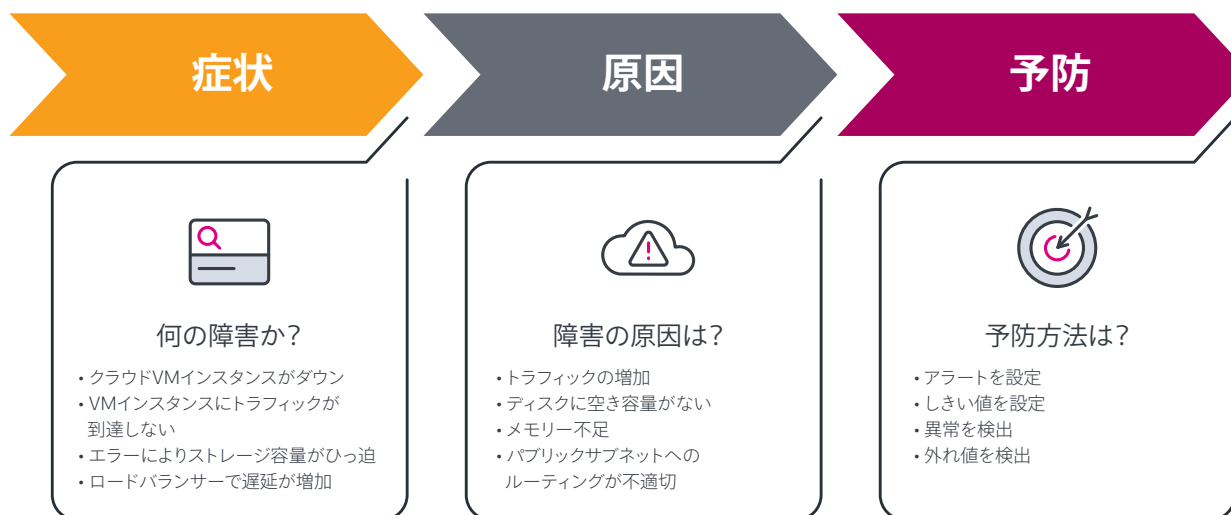 症状
原因
予防
何の障害か？
・クラウドVMインスタンスがダウン
・VMインスタンスにトラフィックが
到達しない
・エラーによりストレージ容量がひっ迫
・ロードバランサーで遅延が増加
障害の原因は？
・トラフィックの増加
・ディスクに空き容量がない
・メモリー不足
・パブリックサブネットへの
ルーティングが不適切
予防方法は？
・アラートを設定
・しきい値を設定
・異常を検出
・外れ値を検出